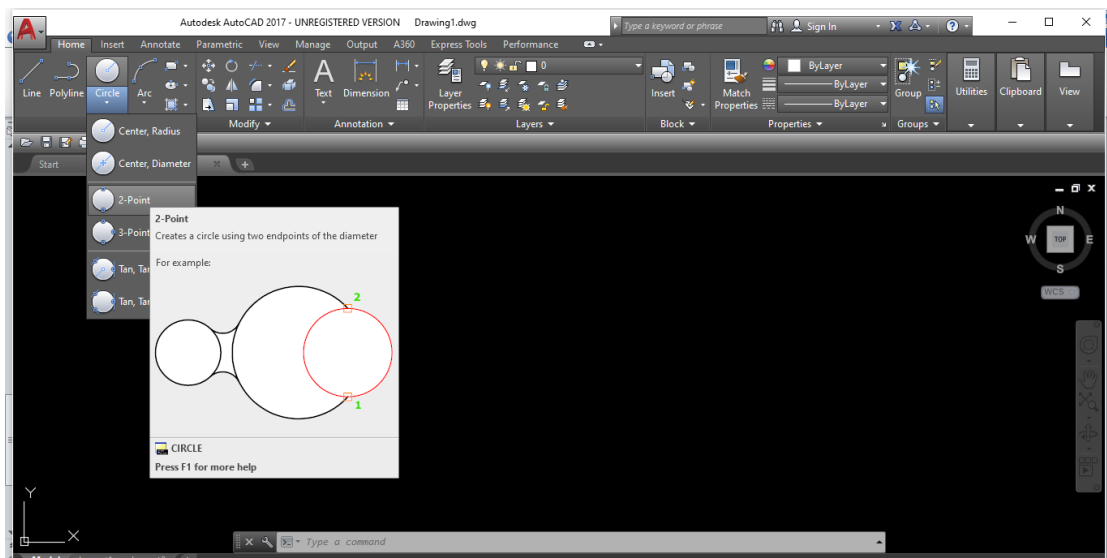 Autodesk AutoCAD 2017 - UNREGISTERED VERSION Drawing1.dwg
Type a keyword or phrase
Sign In
Home Insert Annotate Parametric View Manage Output A360 Express Tools Performance
Line Polyline Circle Arc
Text Dimension
Layer
Properties
0
Insert
Match
Properties
ByLayer
ByLayer
ByLayer
Group
Utilities
Clipboard
View
Modify
Annotation
Layers
Block
Properties
Groups
Start
Center, Radius
Center, Diameter
2-Point
3-Point
Tan, Ta
Tan, Ta
2-Point
Creates a circle using two endpoints of the diameter
For example:
2
1
CIRCLE
Press F1 for more help
N
W TOP E
S
WCS
Y
X
Type a command